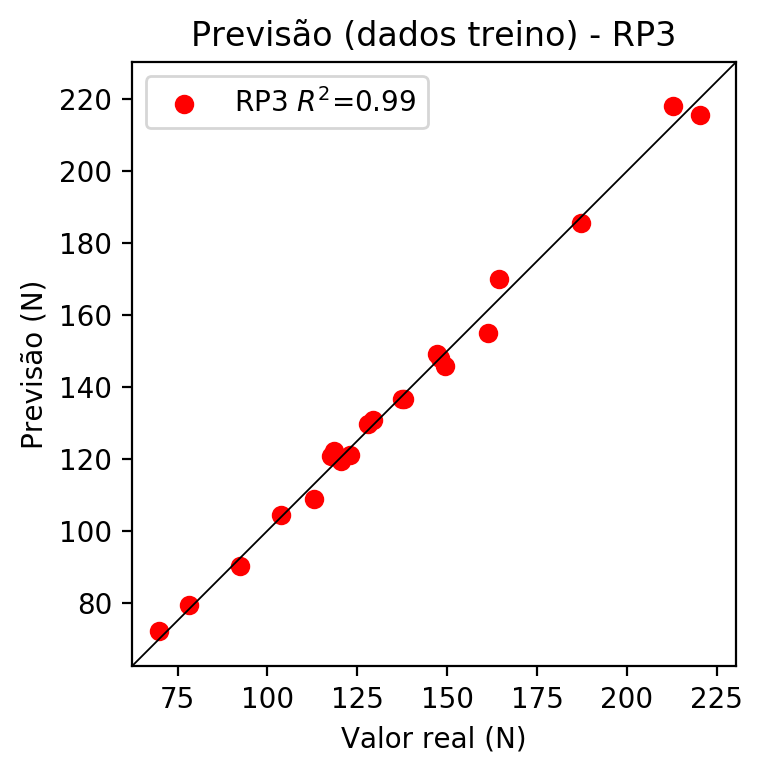 Previsão (dados treino) - RP3
RP3 R²=0.99
220
200
180
160
140
120
100
80
Previsão (N)
75 100 125 150 175 200 225
Valor real (N)